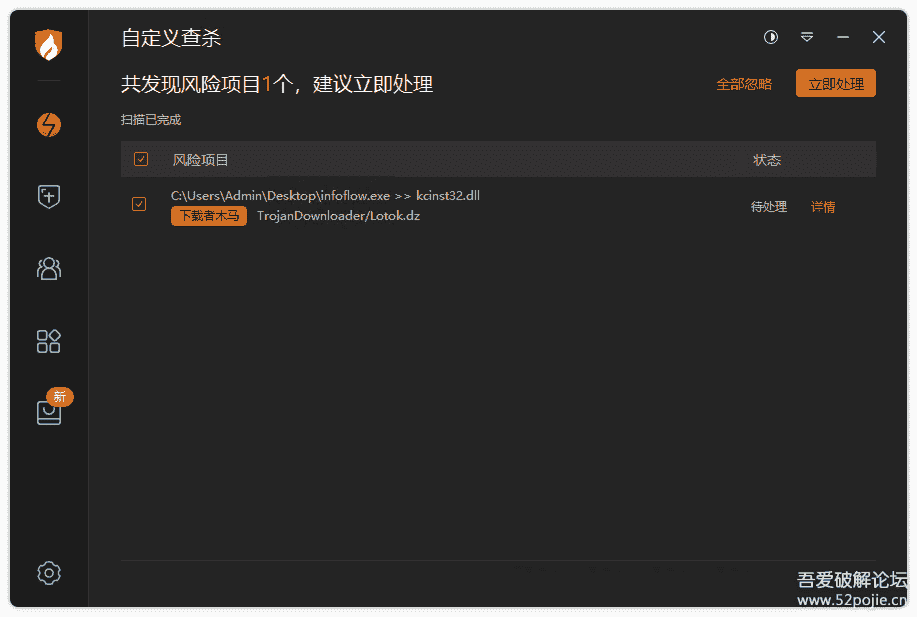 自定义查杀
共发现风险项目1个，建议立即处理
全部忽略
立即处理
扫描已完成
风险项目
状态
C:\Users\Admin\Desktop\infoflow.exe >> kcinst32.dll
下载者木马 TrojanDownloader/Lotok.dz
待处理
详情
新
吾爱破解论坛
www.52pojie.cn